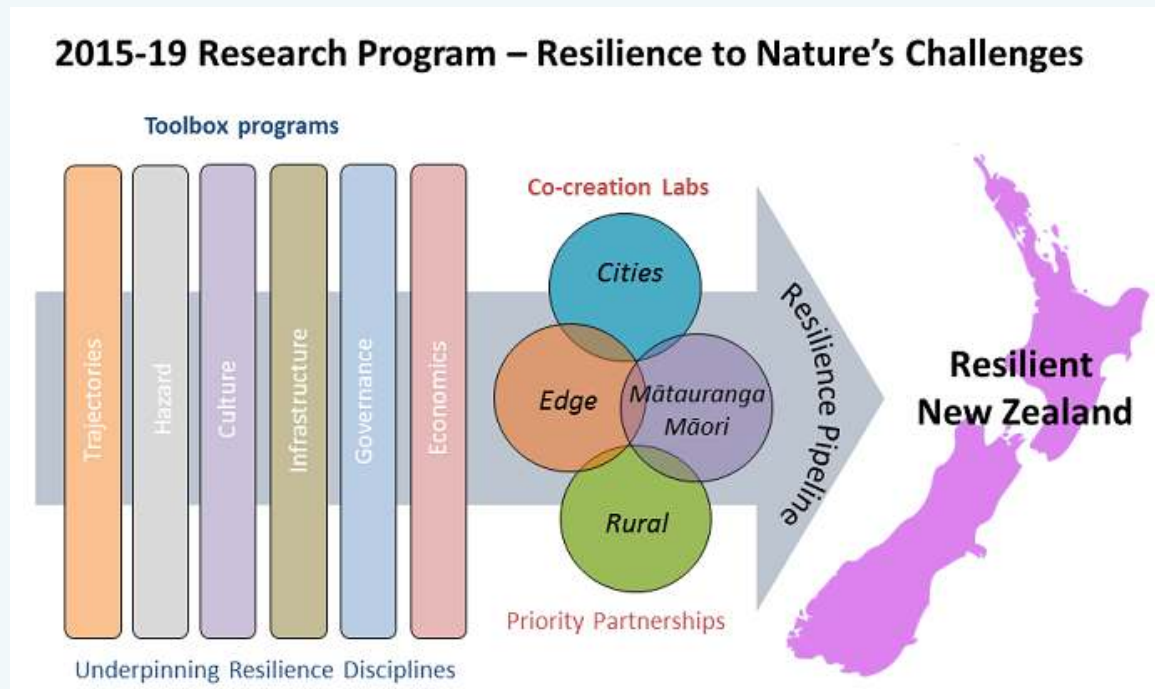 2015-19 Research Program – Resilience to Nature's Challenges
Toolbox programs
Trajectories
Hazard
Culture
Infrastructure
Governance
Economics
Underpinning Resilience Disciplines
Co-creation Labs
Cities
Edge
Mātauranga
Māori
Rural
Priority Partnerships
Resilience Pipeline
Resilient
New Zealand